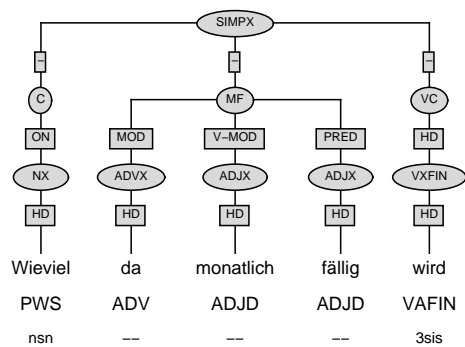 SIMPX
– – –
C MF VC
ON –MOD V–MOD PRED HD
NX ADVX ADJX ADJX VXFIN
HD HD HD HD HD
Wieviel da monatlich fällig wird
PWS ADV ADJD ADJD VAFIN
nsn –– –– –– 3sis